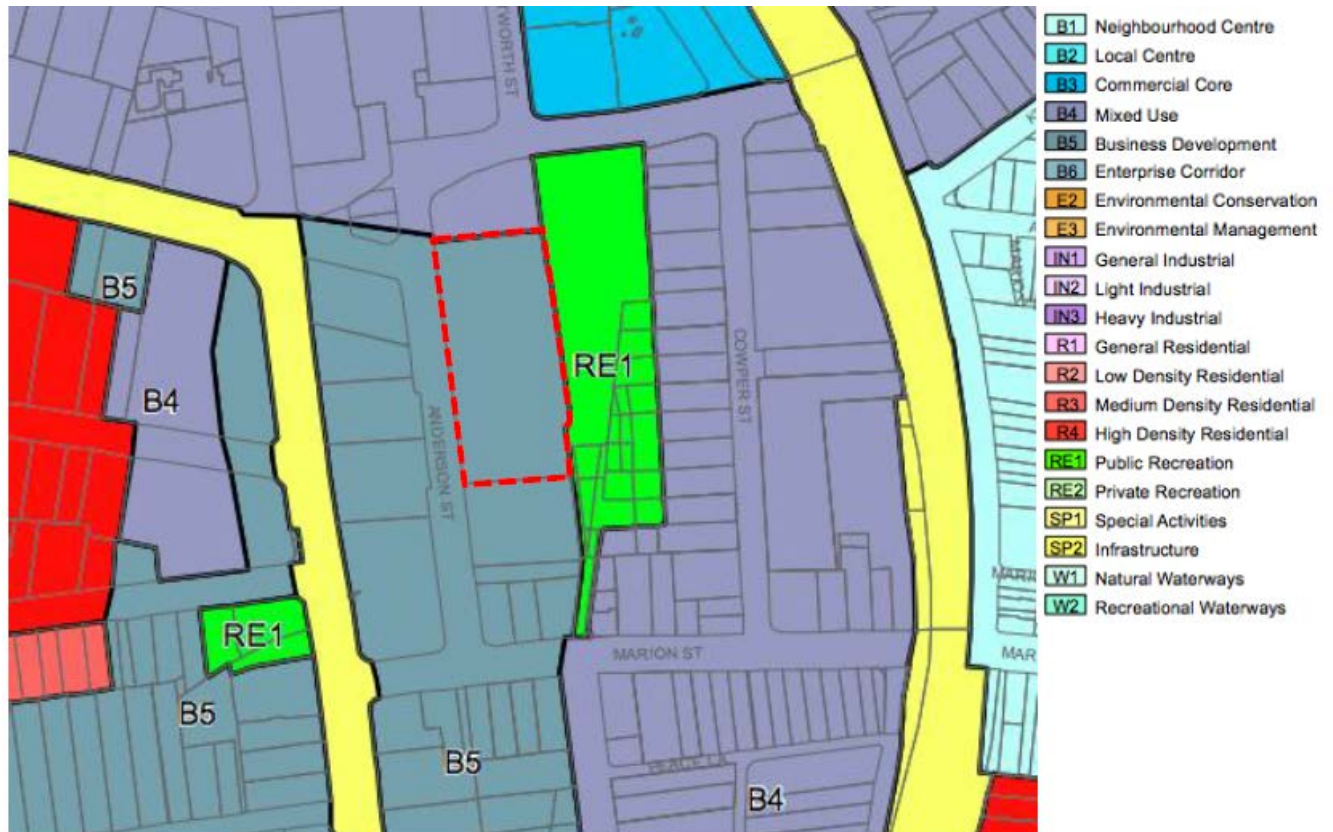 B1 Neighbourhood Centre
B2 Local Centre
B3 Commercial Core
B4 Mixed Use
B5 Business Development
B6 Enterprise Corridor
E2 Environmental Conservation
E3 Environmental Management
IN1 General Industrial
IN2 Light Industrial
IN3 Heavy Industrial
R1 General Residential
R2 Low Density Residential
R3 Medium Density Residential
R4 High Density Residential
RE1 Public Recreation
RE2 Private Recreation
SP1 Special Activities
SP2 Infrastructure
W1 Natural Waterways
W2 Recreational Waterways
YWORTH ST
B5
B4
RE1
ANDERSON ST
COWPER ST
RE1
MARION ST
MAR
B5
B5
B4